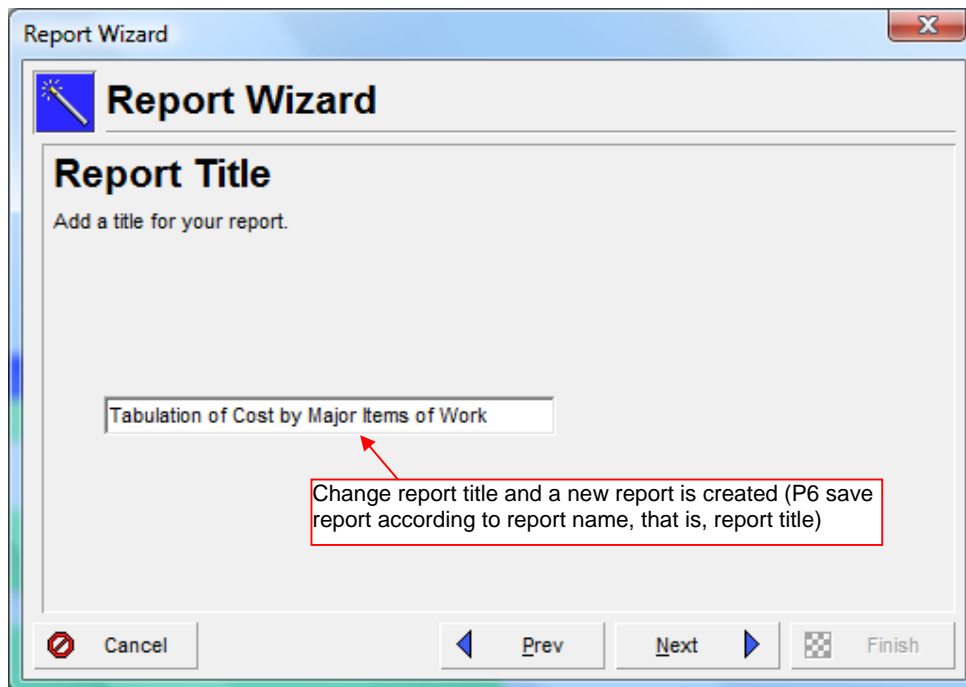 Report Wizard
X
Report Wizard
Report Title
Add a title for your report.
Tabulation of Cost by Major Items of Work
Change report title and a new report is created (P6 save
report according to report name, that is, report title)
Cancel
Prev
Next
Finish